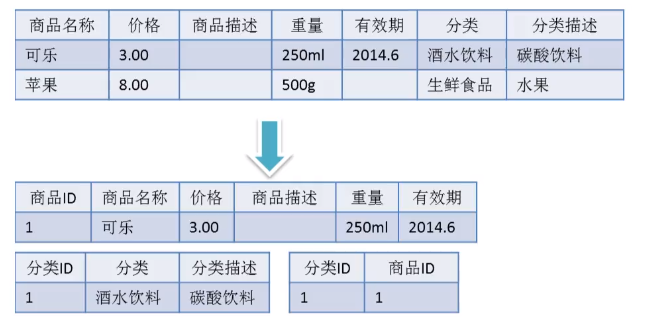 商品名称 价格 商品描述 重量 有效期 分类 分类描述
可乐 3.00 250ml 2014.6 酒水饮料 碳酸饮料
苹果 8.00 500g 生鲜食品 水果
商品ID 商品名称 价格 商品描述 重量 有效期
1 可乐 3.00 250ml 2014.6
分类ID 分类 分类描述 分类ID 商品ID
1 酒水饮料 碳酸饮料 1 1